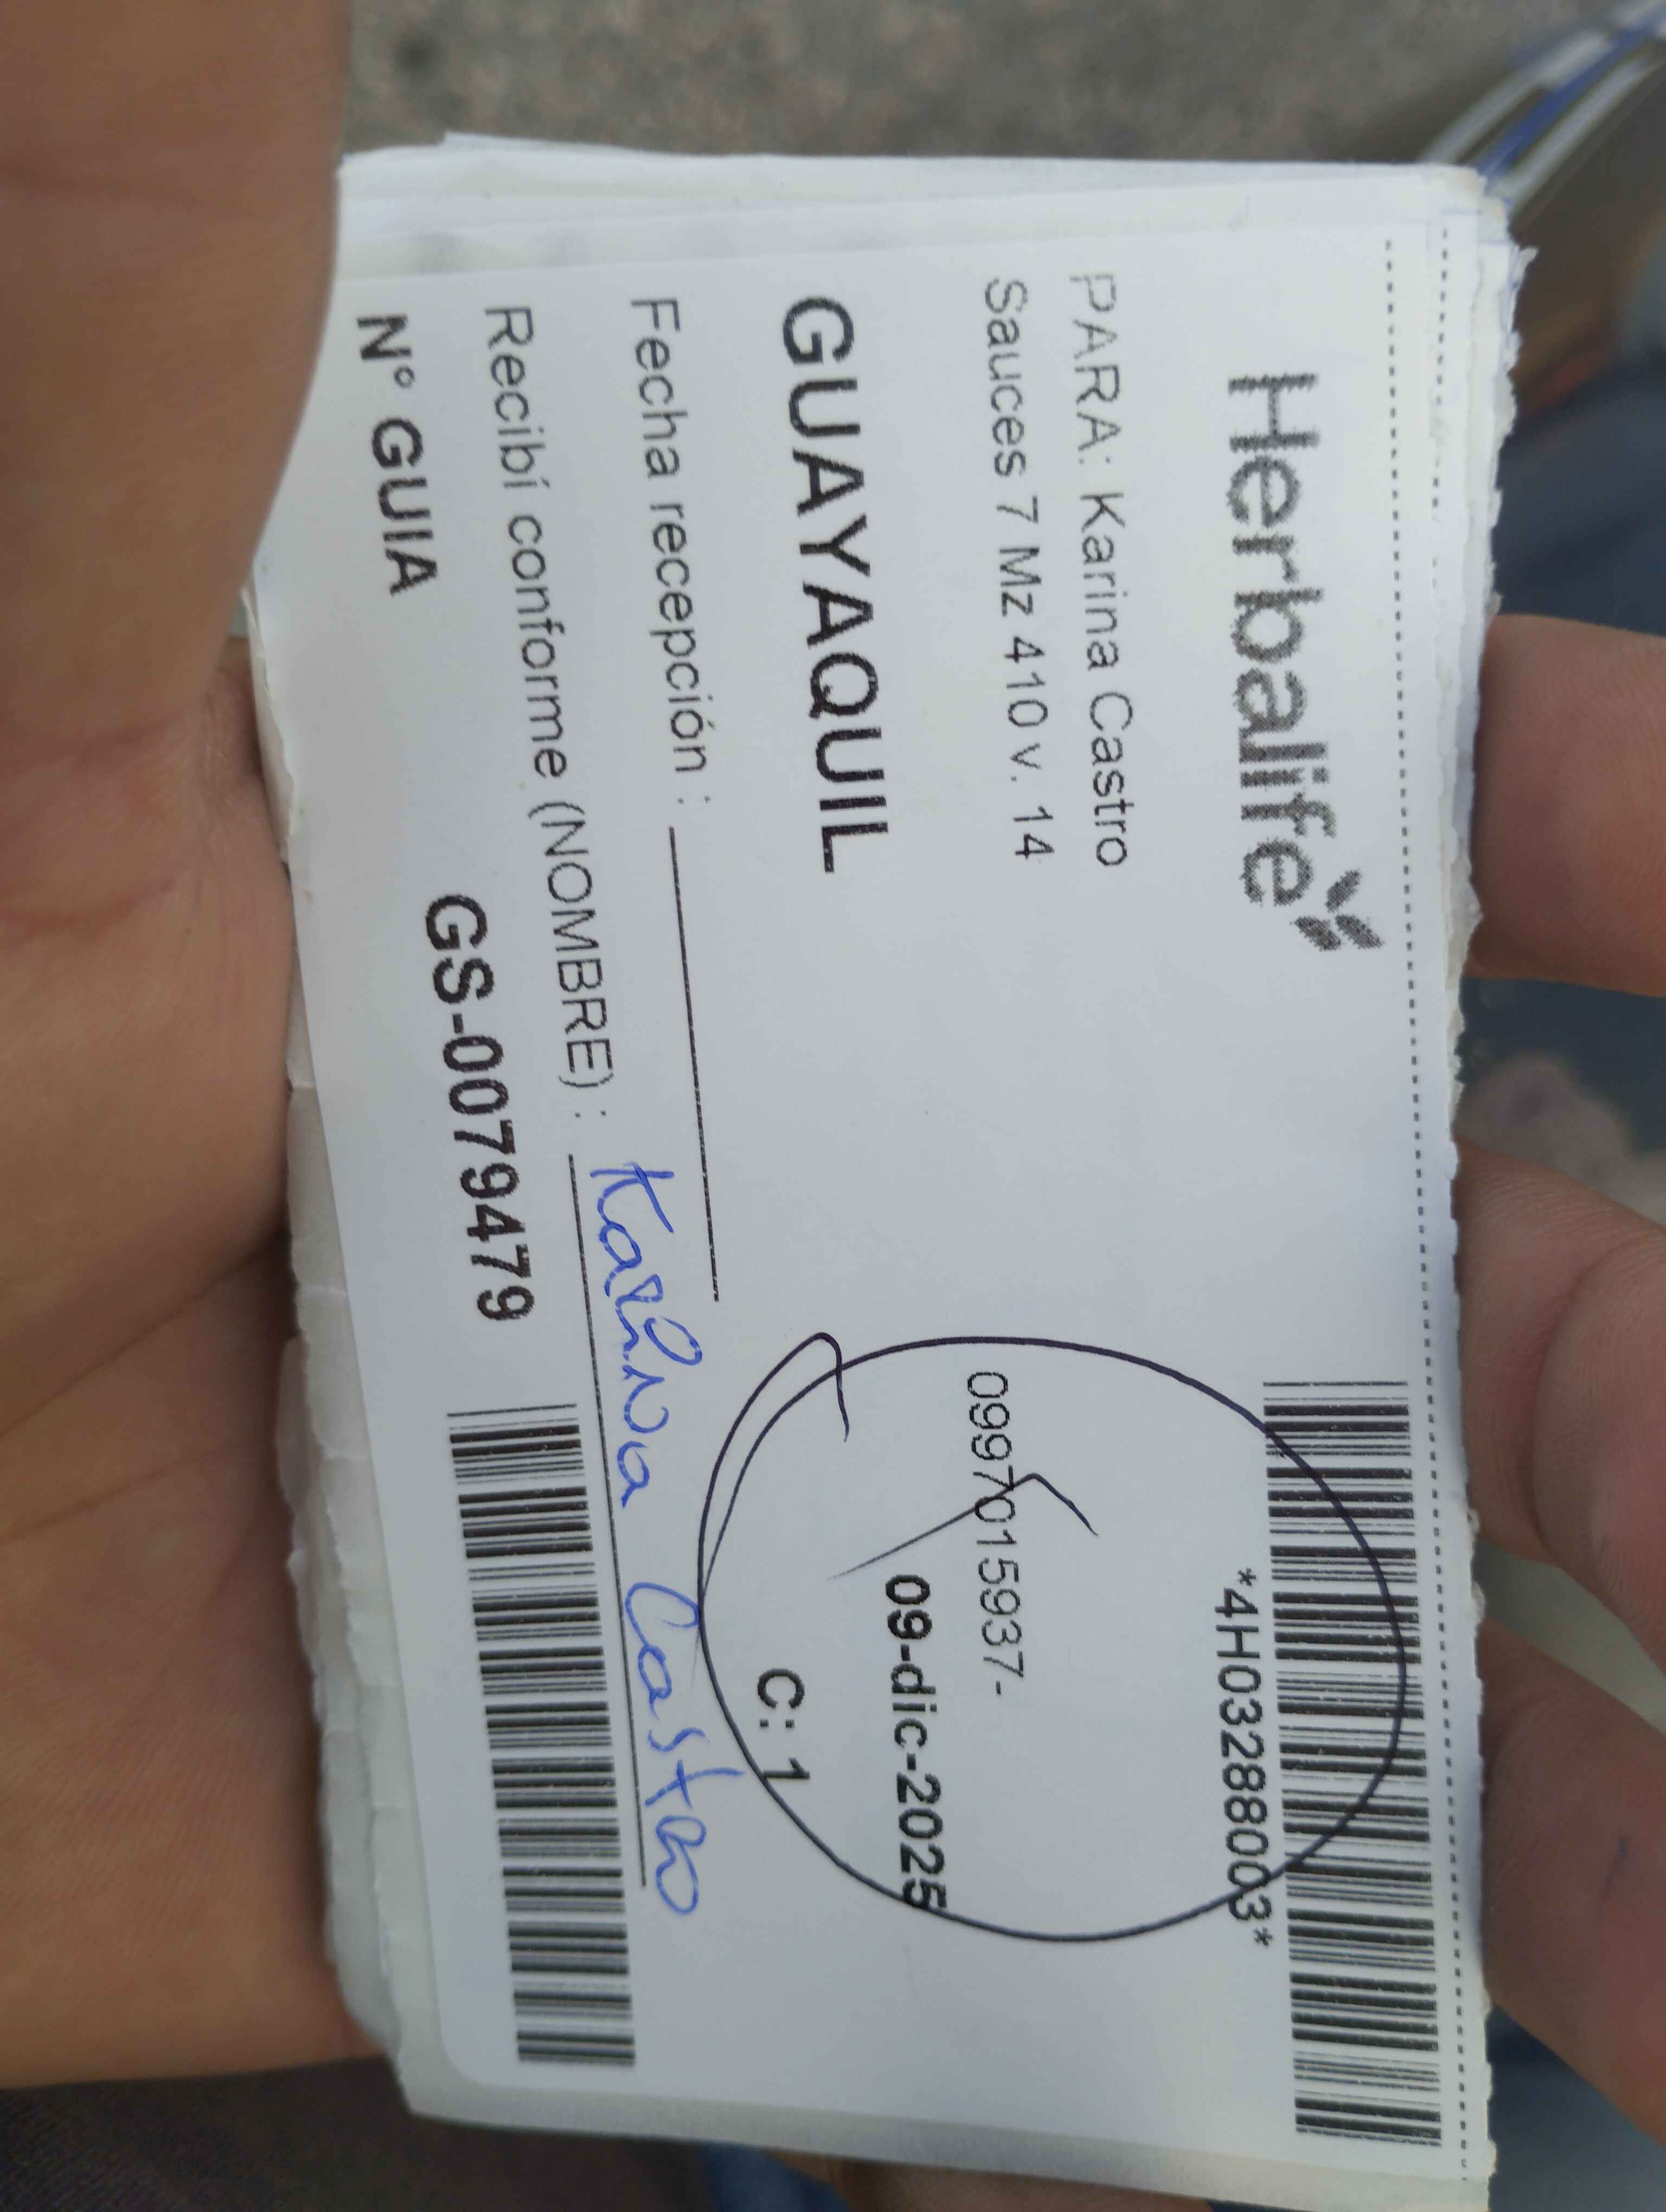 Herbalife
*4H03288003*
PARA: Karina Castro
Sauces 7 Mz 410 v. 14
0997015937-
09-dic-2025
GUAYAQUIL
C: 1
Fecha recepción :
Recibí conforme (NOMBRE) : Karina Castro
N° GUIA GS-0079479